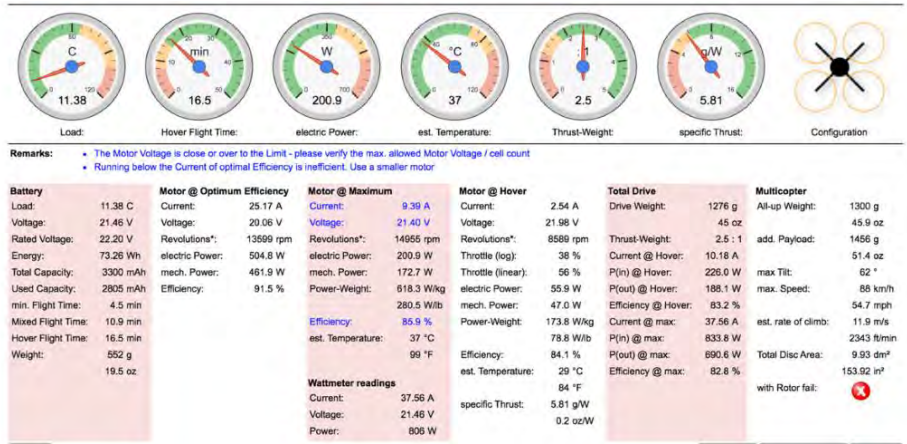 C
11.38
min
16.5
W
200.9
°C
37
: 1
2.5
g/W
5.81
Load:
Hover Flight Time:
electric Power:
est. Temperature:
Thrust-Weight:
specific Thrust:
Configuration
Remarks:
• The Motor Voltage is close or over to the Limit - please verify the max. allowed Motor Voltage / cell count
• Running below the Current of optimal Efficiency is inefficient. Use a smaller motor
Battery
Load: 11.38 C
Voltage: 21.46 V
Rated Voltage: 22.20 V
Energy: 73.26 Wh
Total Capacity: 3300 mAh
Used Capacity: 2805 mAh
min. Flight Time: 4.5 min
Mixed Flight Time: 10.9 min
Hover Flight Time: 16.5 min
Weight: 552 g
19.5 oz
Motor @ Optimum Efficiency
Current: 25.17 A
Voltage: 20.06 V
Revolutions*: 13599 rpm
electric Power: 504.8 W
mech. Power: 461.9 W
Efficiency: 91.5 %
Motor @ Maximum
Current: 9.39 A
Voltage: 21.40 V
Revolutions*: 14955 rpm
electric Power: 200.9 W
mech. Power: 172.7 W
Power-Weight: 618.3 W/kg
280.5 W/lb
Efficiency: 85.9 %
est. Temperature: 37 °C
99 °F
Wattmeter readings
Current: 37.56 A
Voltage: 21.46 V
Power: 806 W
Motor @ Hover
Current: 2.54 A
Voltage: 21.98 V
Revolutions*: 8589 rpm
Throttle (log): 38 %
Throttle (linear): 56 %
electric Power: 55.9 W
mech. Power: 47.0 W
Power-Weight: 173.8 W/kg
78.8 W/lb
Efficiency: 84.1 %
est. Temperature: 29 °C
84 °F
specific Thrust: 5.81 g/W
0.2 oz/W
Total Drive
Drive Weight: 1276 g
45 oz
Thrust-Weight: 2.5 : 1
Current @ Hover: 10.18 A
P(in) @ Hover: 226.0 W
P(out) @ Hover: 188.1 W
Efficiency @ Hover: 83.2 %
Current @ max: 37.56 A
P(in) @ max: 833.8 W
P(out) @ max: 690.6 W
Efficiency @ max: 82.8 %
Multicopter
All-up Weight: 1300 g
45.9 oz
add. Payload: 1456 g
51.4 oz
max Tilt: 62 °
max. Speed: 88 km/h
54.7 mph
est. rate of climb: 11.9 m/s
2343 ft/min
Total Disc Area: 9.93 dm²
153.92 in²
with Rotor fail: